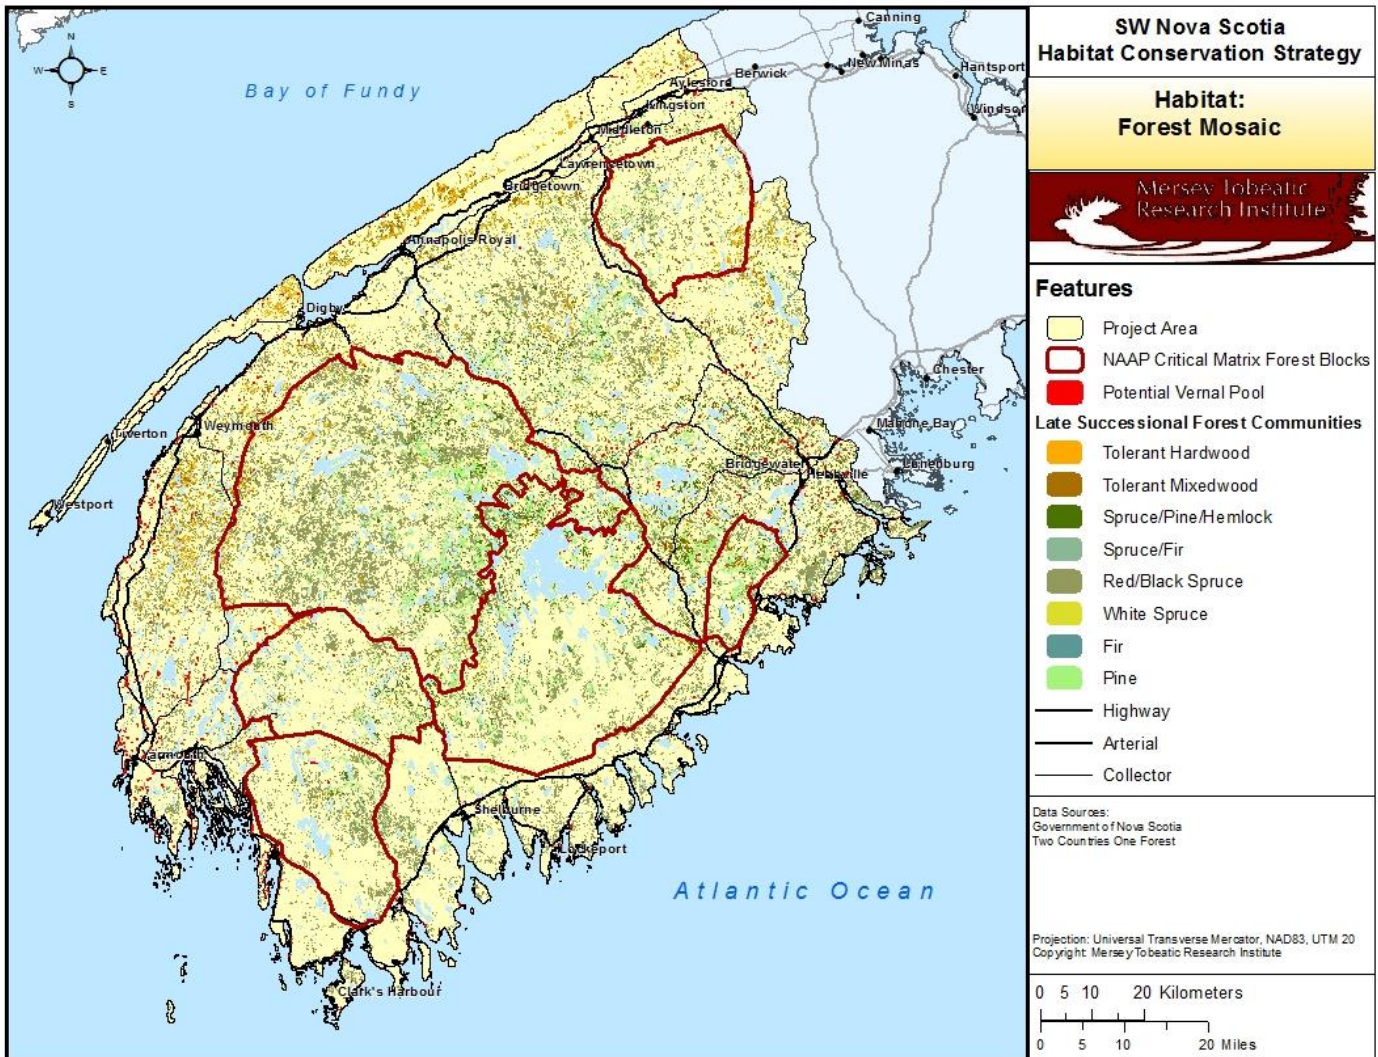 N
W E
S
Bay of Fundy
Canning
New Minas
Hantsport
Berwick
Aylesford
Windsor
Kingston
Middleton
Lawrencetown
Bridgetown
Annapolis Royal
Digby
Chester
Weymouth
Tiverton
Mahone Bay
Bridgewater
Hebbville
Lunenburg
Westport
Yarmouth
Shelburne
Lockeport
Atlantic Ocean
Clark's Harbour
SW Nova Scotia
Habitat Conservation Strategy
Habitat:
Forest Mosaic
Mersey Tobeatic
Research Institute
Features
Project Area
NAAP Critical Matrix Forest Blocks
Potential Vernal Pool
Late Successional Forest Communities
Tolerant Hardwood
Tolerant Mixedwood
Spruce/Pine/Hemlock
Spruce/Fir
Red/Black Spruce
White Spruce
Fir
Pine
Highway
Arterial
Collector
Data Sources:
Government of Nova Scotia
Two Countries One Forest
Projection: Universal Transverse Mercator, NAD83, UTM 20
Copyright: Mersey Tobeatic Research Institute
0 5 10 20 Kilometers
0 5 10 20 Miles